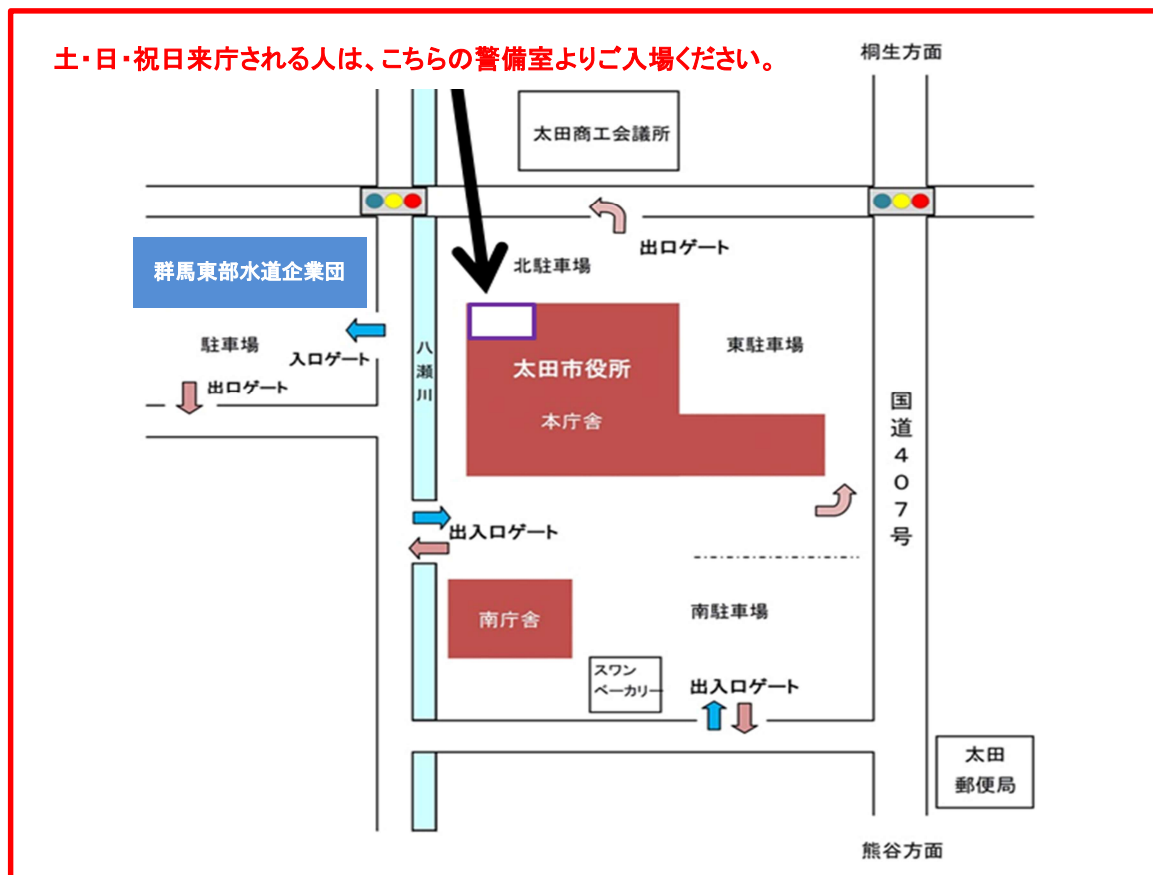 土・日・祝日来庁される人は、こちらの警備室よりご入場ください。
桐生方面
太田商工会議所
出口ゲート
北駐車場
群馬東部水道企業団
駐車場
入口ゲート
出口ゲート
八瀬川
太田市役所
本庁舎
東駐車場
国道407号
出入口ゲート
南庁舎
南駐車場
スワン
ベーカリー
出入口ゲート
太田
郵便局
熊谷方面